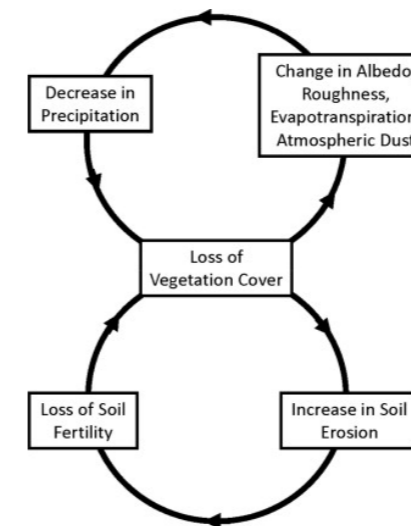 Decrease in
Precipitation
Change in Albedo
Roughness,
Evapotranspiration
Atmospheric Dust
Loss of
Vegetation Cover
Loss of Soil
Fertility
Increase in Soil
Erosion